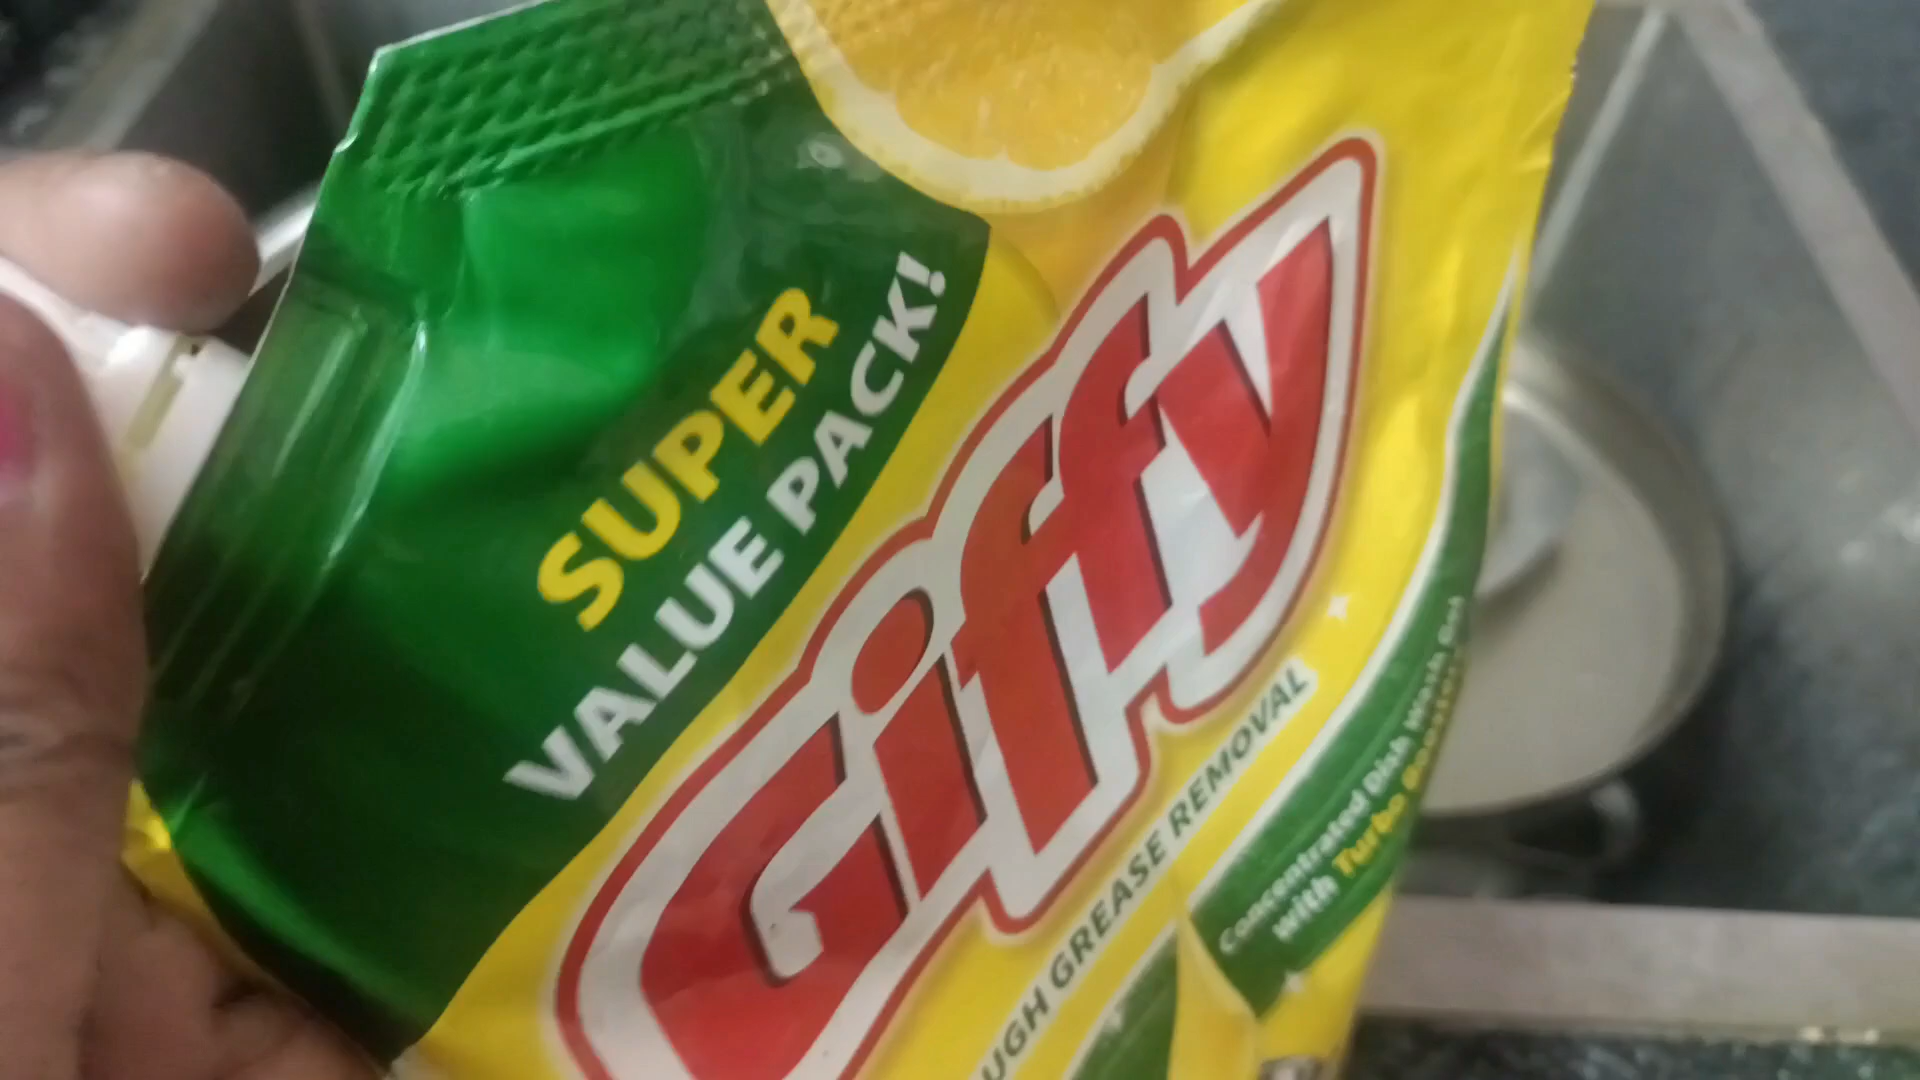 SUPER
VALUE PACK!
Giffy
UGH GREASE REMOVAL
Concentrated Dish Wash Gel
with Turbo